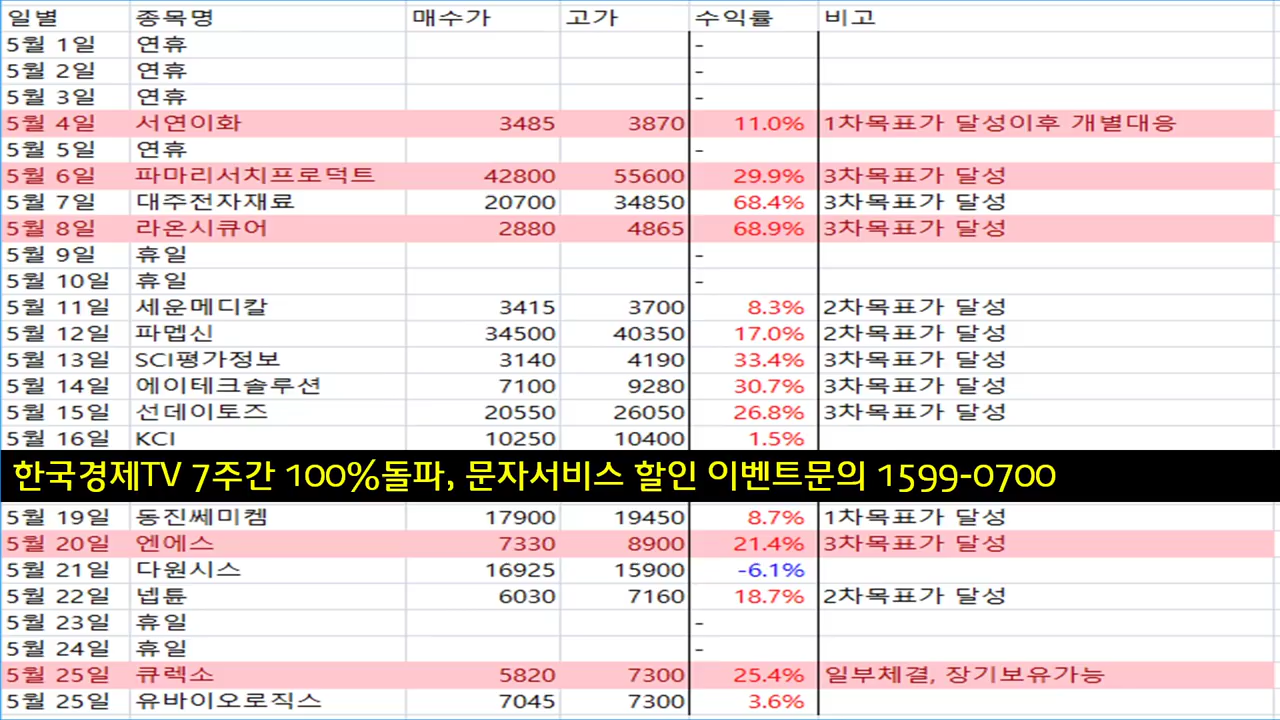 일별 종목명 매수가 고가 수익률 비고
5월 1일 연휴 -
5월 2일 연휴 -
5월 3일 연휴 -
5월 4일 서연이화 3485 3870 11.0% 1차목표가 달성이후 개별대응
5월 5일 연휴 -
5월 6일 파마리서치프로덕트 42800 55600 29.9% 3차목표가 달성
5월 7일 대주전자재료 20700 34850 68.4% 3차목표가 달성
5월 8일 라온시큐어 2880 4865 68.9% 3차목표가 달성
5월 9일 휴일 -
5월 10일 휴일 -
5월 11일 세운메디칼 3415 3700 8.3% 2차목표가 달성
5월 12일 파멥신 34500 40350 17.0% 2차목표가 달성
5월 13일 SCI평가정보 3140 4190 33.4% 3차목표가 달성
5월 14일 에이테크솔루션 7100 9280 30.7% 3차목표가 달성
5월 15일 선데이토즈 20550 26050 26.8% 3차목표가 달성
5월 16일 KCI 10250 10400 1.5%
한국경제TV 7주간 100%돌파, 문자서비스 할인 이벤트문의 1599-0700
5월 19일 동진쎄미켐 17900 19450 8.7% 1차목표가 달성
5월 20일 엔에스 7330 8900 21.4% 3차목표가 달성
5월 21일 다원시스 16925 15900 -6.1%
5월 22일 넵튠 6030 7160 18.7% 2차목표가 달성
5월 23일 휴일 -
5월 24일 휴일 -
5월 25일 큐렉소 5820 7300 25.4% 일부체결, 장기보유가능
5월 25일 유바이오로직스 7045 7300 3.6%